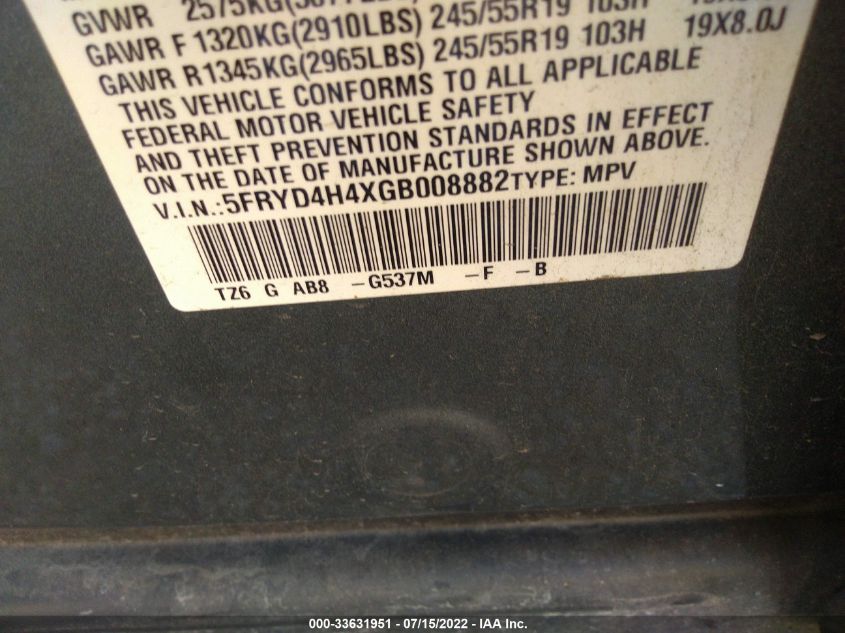 GVWR 2575KG(
GAWR F 1320KG(2910LBS) 245/55R19 103H 19X8.0J
GAWR R1345KG(2965LBS) 245/55R19 103H
THIS VEHICLE CONFORMS TO ALL APPLICABLE
FEDERAL MOTOR VEHICLE SAFETY
AND THEFT PREVENTION STANDARDS IN EFFECT
ON THE DATE OF MANUFACTURE SHOWN ABOVE.
V.I.N.:5FRYD4H4XGB008882TYPE: MPV
TZ6 G AB8 –G537M –F –B
000-33631951 - 07/15/2022 - IAA Inc.